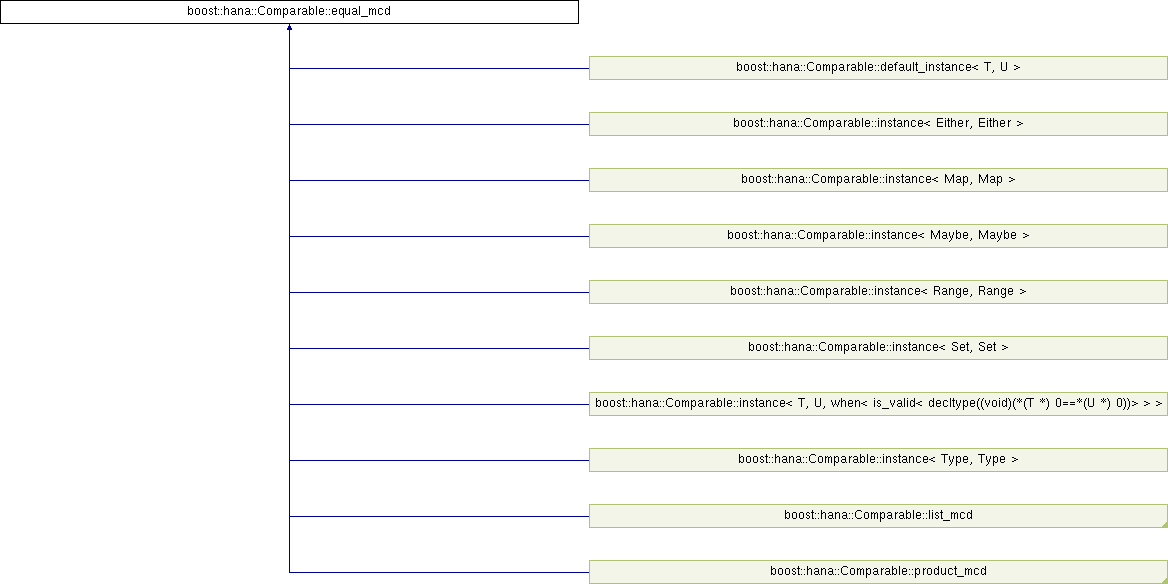 boost::hana::Comparable::equal_mcd
boost::hana::Comparable::default_instance< T, U >
boost::hana::Comparable::instance< Either, Either >
boost::hana::Comparable::instance< Map, Map >
boost::hana::Comparable::instance< Maybe, Maybe >
boost::hana::Comparable::instance< Range, Range >
boost::hana::Comparable::instance< Set, Set >
boost::hana::Comparable::instance< T, U, when< is_valid< decltype((void)(*(T *) 0==*(U *) 0))> > >
boost::hana::Comparable::instance< Type, Type >
boost::hana::Comparable::list_mcd
boost::hana::Comparable::product_mcd